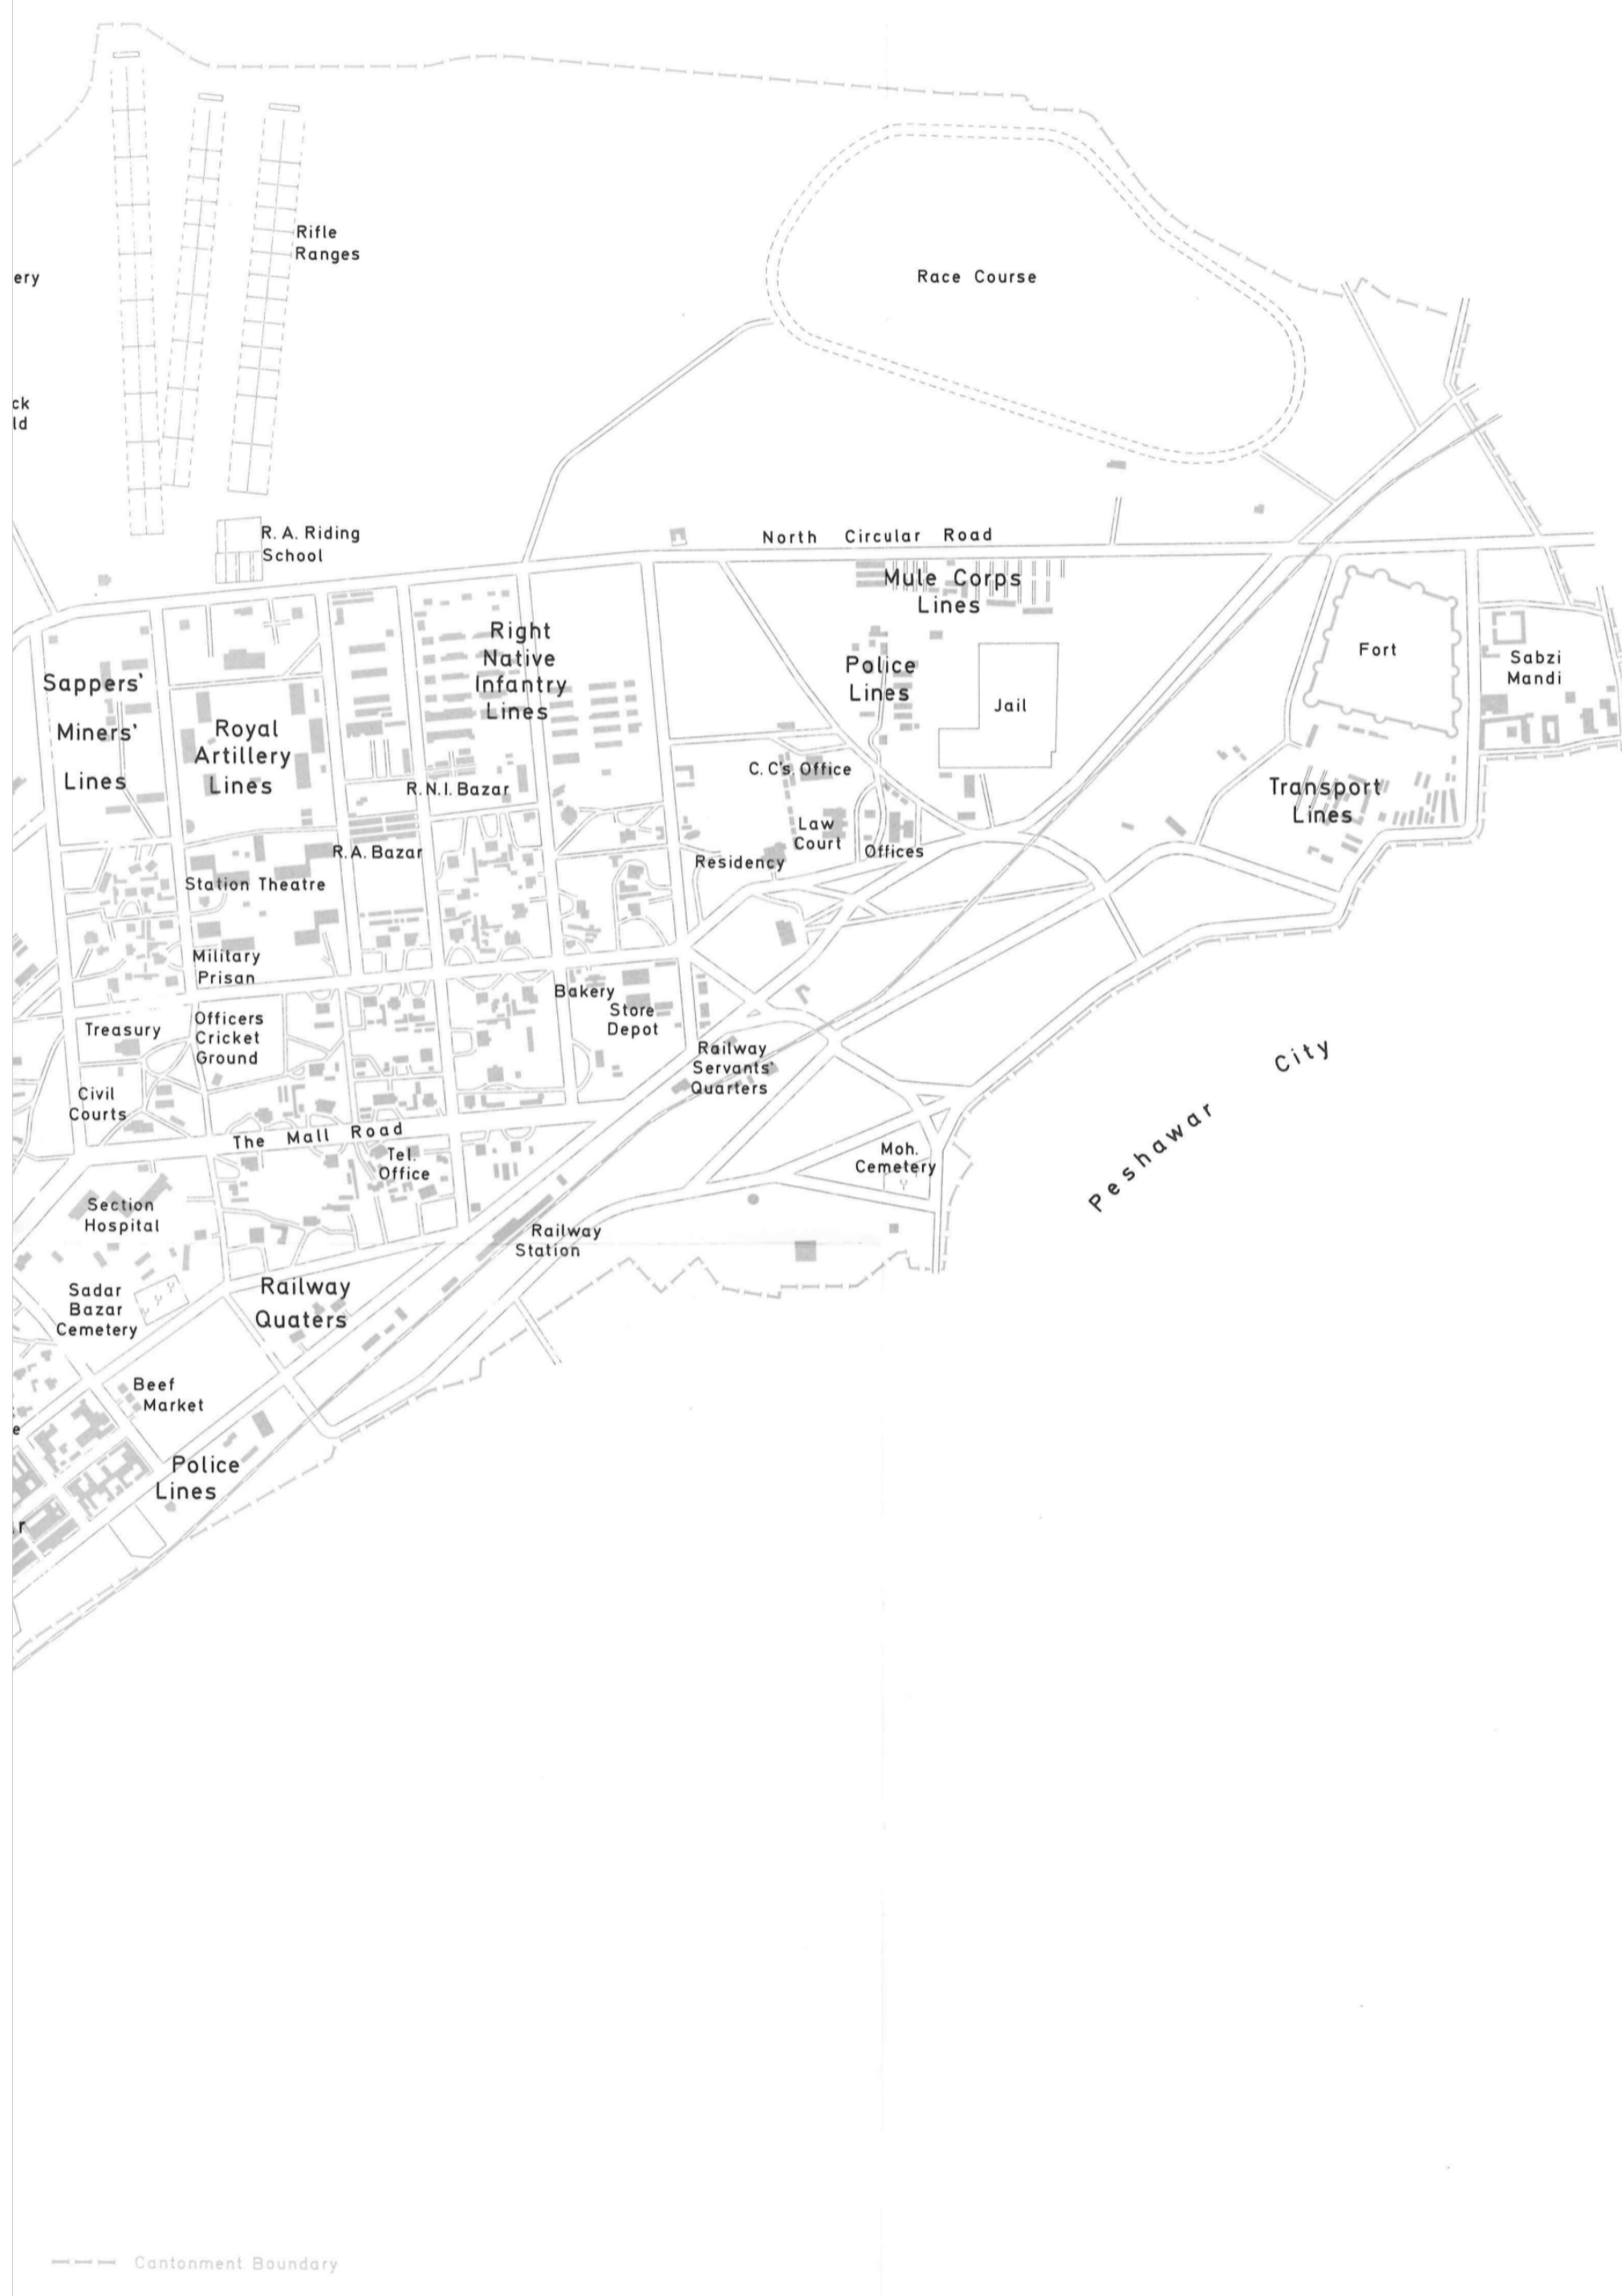 Rifle
Ranges
Race Course
ery
ck
ld
R. A. Riding
School
North Circular Road
Mule Corps
Lines
Right
Native
Infantry
Lines
Police
Lines
Jail
Fort
Sabzi
Mandi
Sappers'
Miners'
Lines
Royal
Artillery
Lines
R.N.I. Bazar
C. C's. Office
Transport
Lines
Law
Court
Offices
R.A. Bazar
Residency
Station Theatre
Military
Prisan
Bakery
Store
Depot
Treasury
Officers
Cricket
Ground
Railway
Servants'
Quarters
Peshawar City
Civil
Courts
The Mall Road
Tel.
Office
Moh.
Cemetery
Section
Hospital
Railway
Station
Sadar
Bazar
Cemetery
Railway
Quaters
Beef
Market
e
Police
Lines
r
Cantonment Boundary